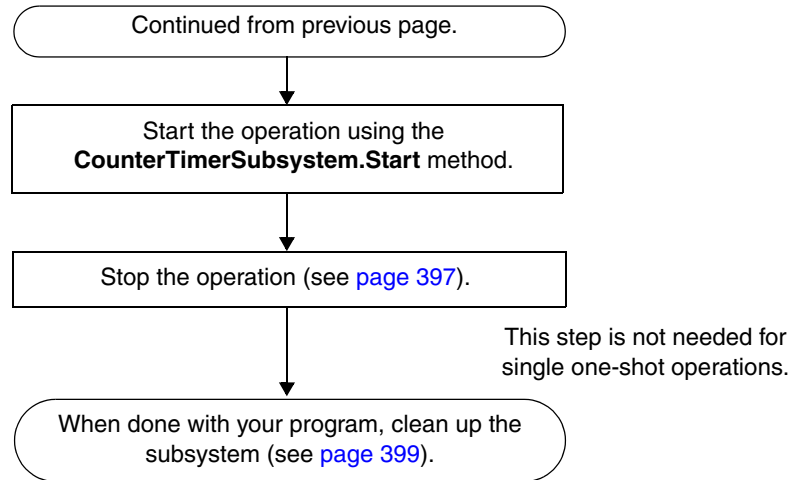 Continued from previous page.
Start the operation using the
CounterTimerSubsystem.Start method.
Stop the operation (see page 397).
This step is not needed for
single one-shot operations.
When done with your program, clean up the
subsystem (see page 399).